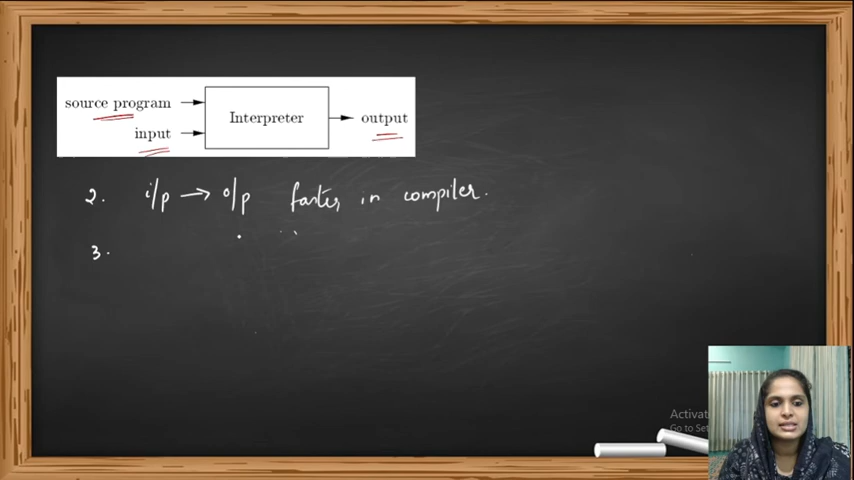 source program
Interpreter
input
output
2. i/p → o/p faster in compiler.
3.
Activat
Go to Set